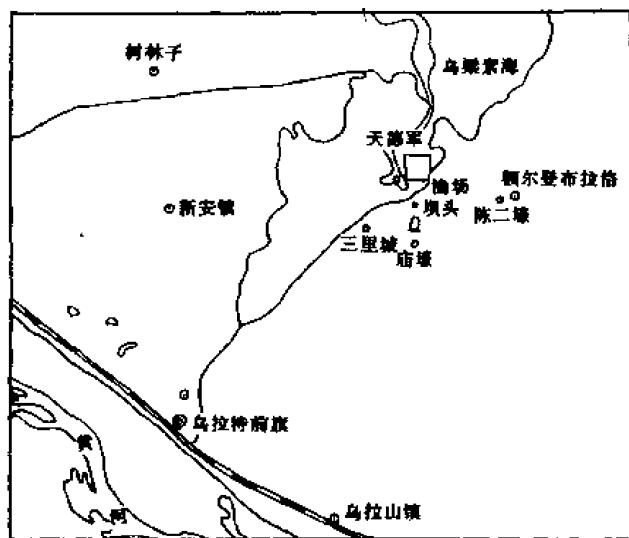 树林子
乌梁素海
天德军
渔场
额尔登布拉格
坝头
陈二壕
新安镇
三里城
庙壕
乌拉特前旗
黄河
乌拉山镇